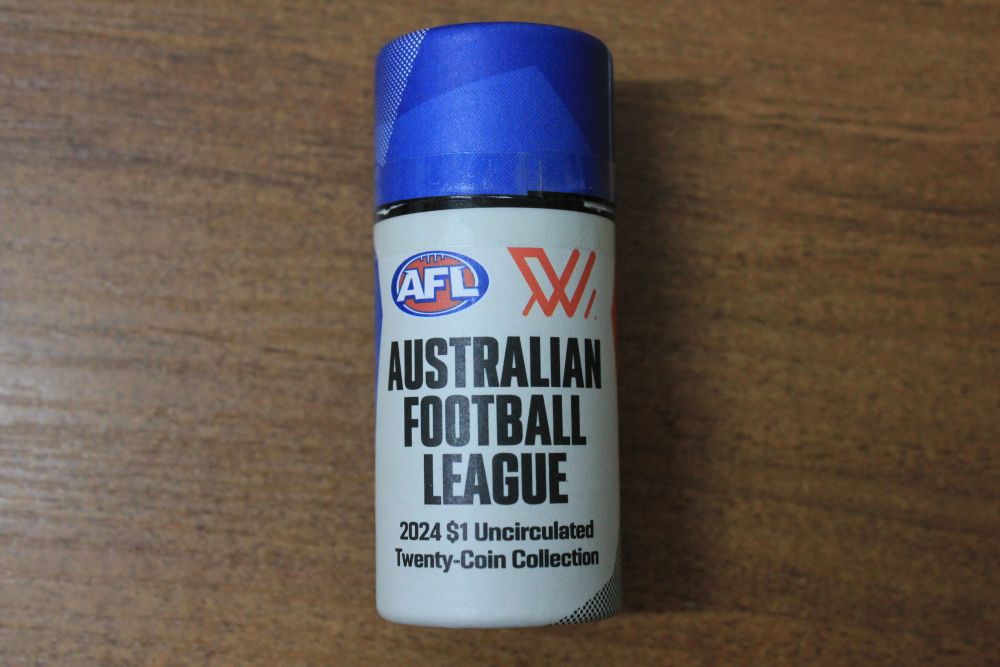 AFL
W.
AUSTRALIAN
FOOTBALL
LEAGUE
2024 $1 Uncirculated
Twenty-Coin Collection